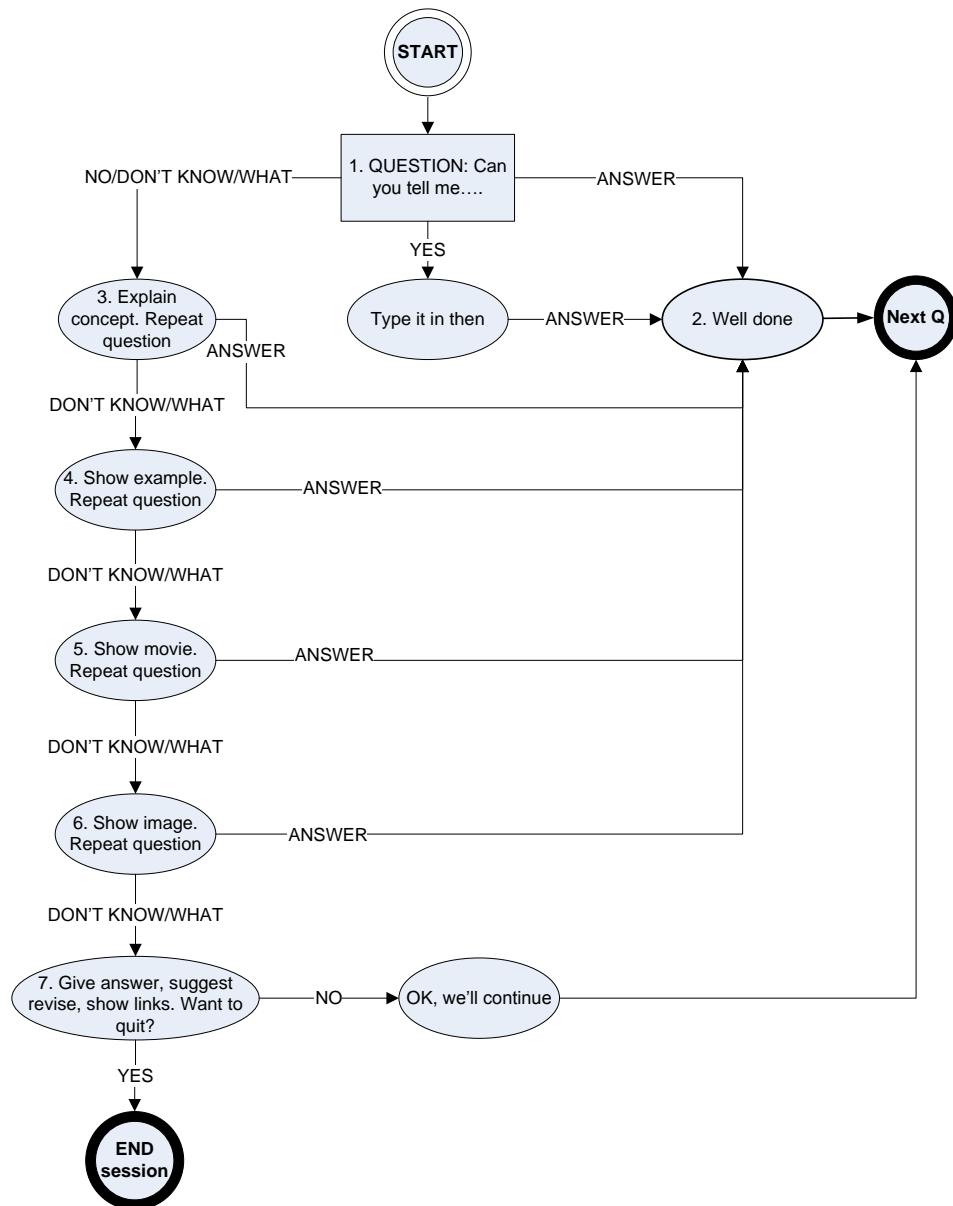 START
1. QUESTION: Can
you tell me….
NO/DON'T KNOW/WHAT
ANSWER
YES
3. Explain
concept. Repeat
question
Type it in then
ANSWER
2. Well done
Next Q
ANSWER
DON'T KNOW/WHAT
4. Show example.
Repeat question
ANSWER
DON'T KNOW/WHAT
5. Show movie.
Repeat question
ANSWER
DON'T KNOW/WHAT
6. Show image.
Repeat question
ANSWER
DON'T KNOW/WHAT
7. Give answer, suggest
revise, show links. Want to
quit?
NO
OK, we'll continue
YES
END
session